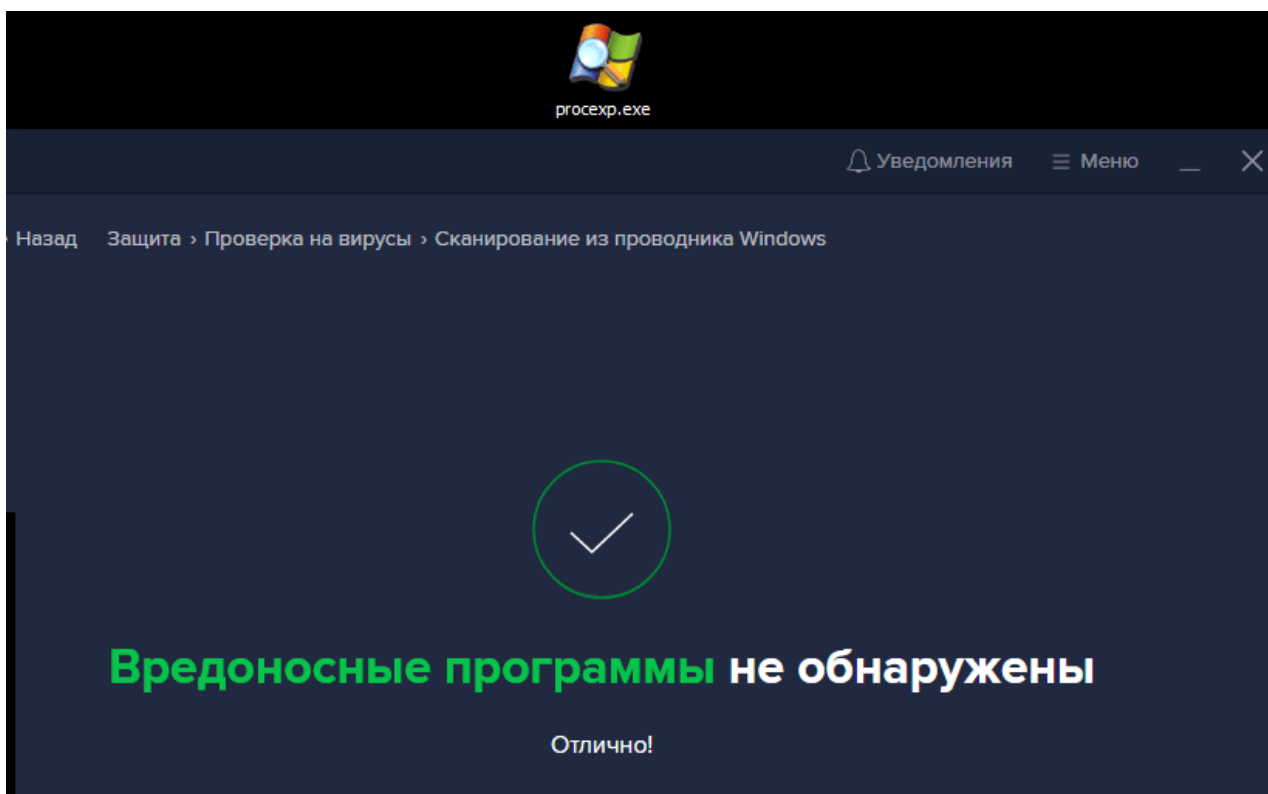 procexp.exe
Уведомления
Меню
Назад
Защита › Проверка на вирусы › Сканирование из проводника Windows
Вредоносные программы не обнаружены
Отлично!